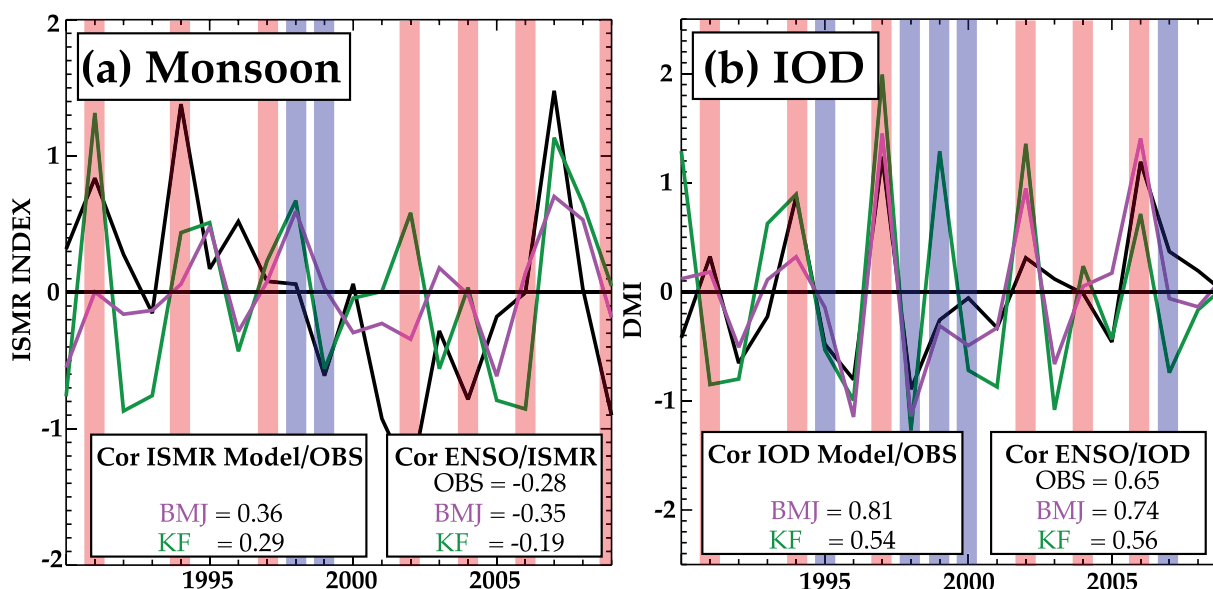 (a) Monsoon
ISMR INDEX
2
1
0
-1
-2
1995
2000
2005
Cor ISMR Model/OBS
BMJ = 0.36
KF = 0.29
Cor ENSO/ISMR
OBS = -0.28
BMJ = -0.35
KF = -0.19
(b) IOD
DMI
2
1
0
-1
-2
1995
2000
2005
Cor IOD Model/OBS
BMJ = 0.81
KF = 0.54
Cor ENSO/IOD
OBS = 0.65
BMJ = 0.74
KF = 0.56